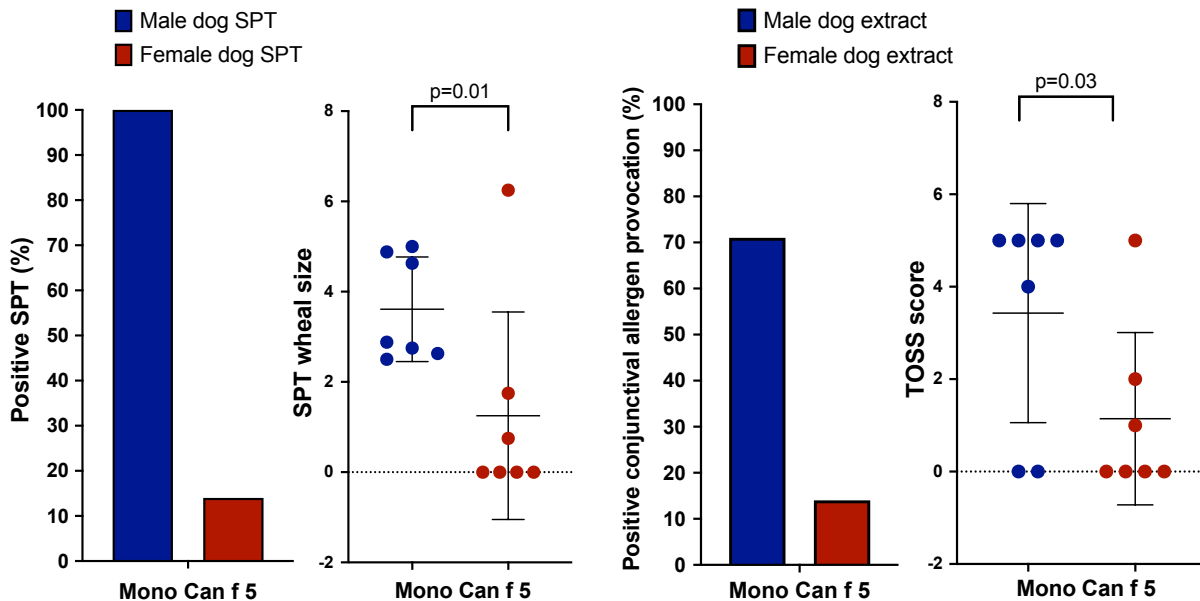 Male dog SPT
Female dog SPT
Male dog extract
Female dog extract
Positive SPT (%)
100
90
80
70
60
50
40
30
20
10
0
Mono Can f 5
SPT wheal size
p=0.01
8
6
4
2
0
-2
Mono Can f 5
Positive conjunctival allergen provocation (%)
100
90
80
70
60
50
40
30
20
10
0
Mono Can f 5
TOSS score
p=0.03
8
6
4
2
0
-2
Mono Can f 5